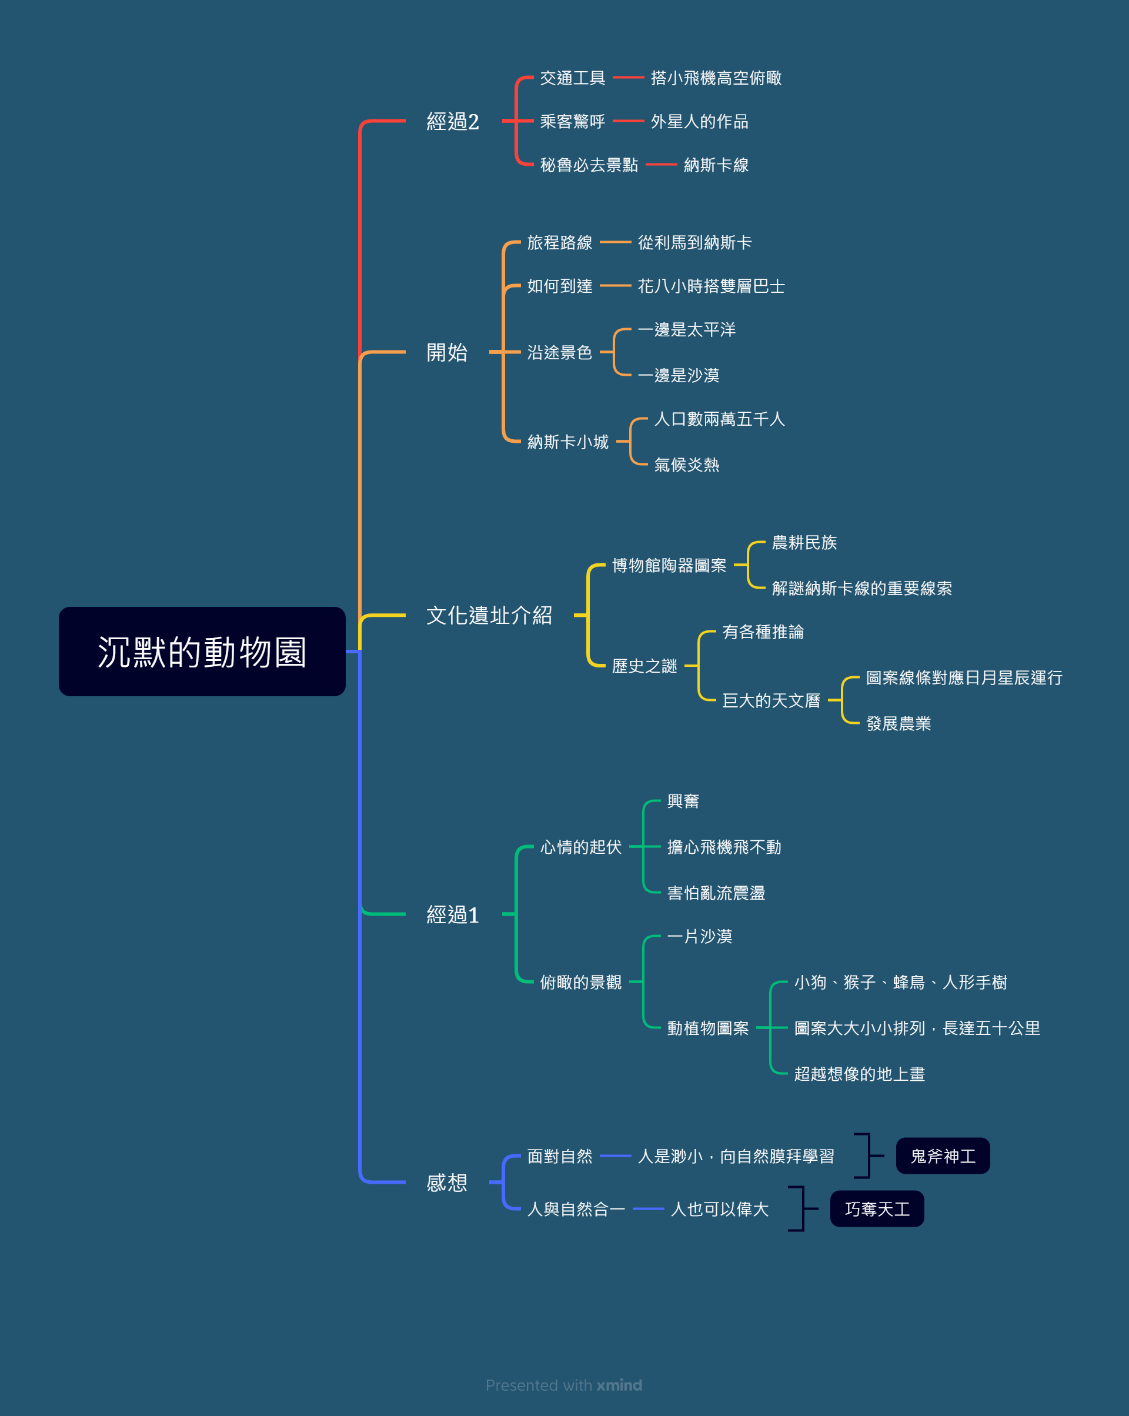 沉默的動物園
經過2
交通工具
搭小飛機高空俯瞰
乘客驚呼
外星人的作品
秘魯必去景點
納斯卡線
開始
旅程路線
從利馬到納斯卡
如何到達
花八小時搭雙層巴士
沿途景色
一邊是太平洋
一邊是沙漠
納斯卡小城
人口數兩萬五千人
氣候炎熱
文化遺址介紹
博物館陶器圖案
農耕民族
解謎納斯卡線的重要線索
歷史之謎
有各種推論
巨大的天文曆
圖案線條對應日月星辰運行
發展農業
經過1
心情的起伏
興奮
擔心飛機飛不動
害怕亂流震盪
俯瞰的景觀
一片沙漠
動植物圖案
小狗、猴子、蜂鳥、人形手樹
圖案大大小小排列，長達五十公里
超越想像的地上畫
感想
面對自然
人是渺小，向自然膜拜學習
鬼斧神工
人與自然合一
人也可以偉大
巧奪天工
Presented with xmind